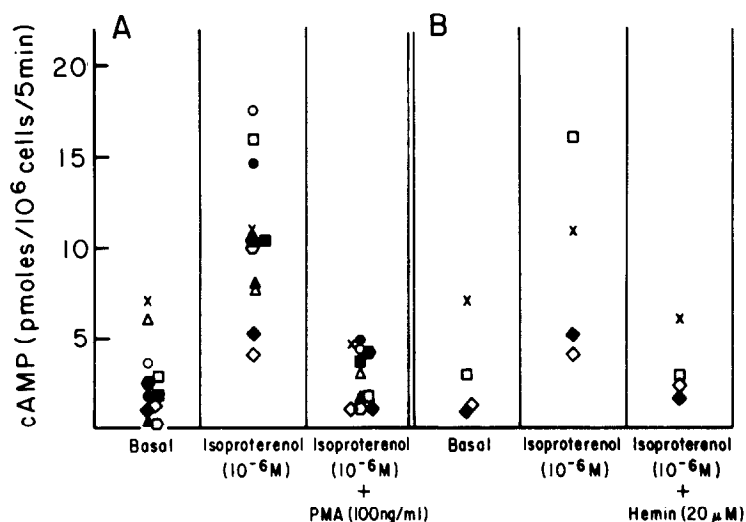 A
B
cAMP (pmoles/10⁶ cells/5min)
20
15
10
5
Basal
Isoproterenol
(10⁻⁶M)
Isoproterenol
(10⁻⁶M)
+
PMA (100ng/ml)
Basal
Isoproterenol
(10⁻⁶M)
Isoproterenol
(10⁻⁶M)
+
Hemin (20 μM)